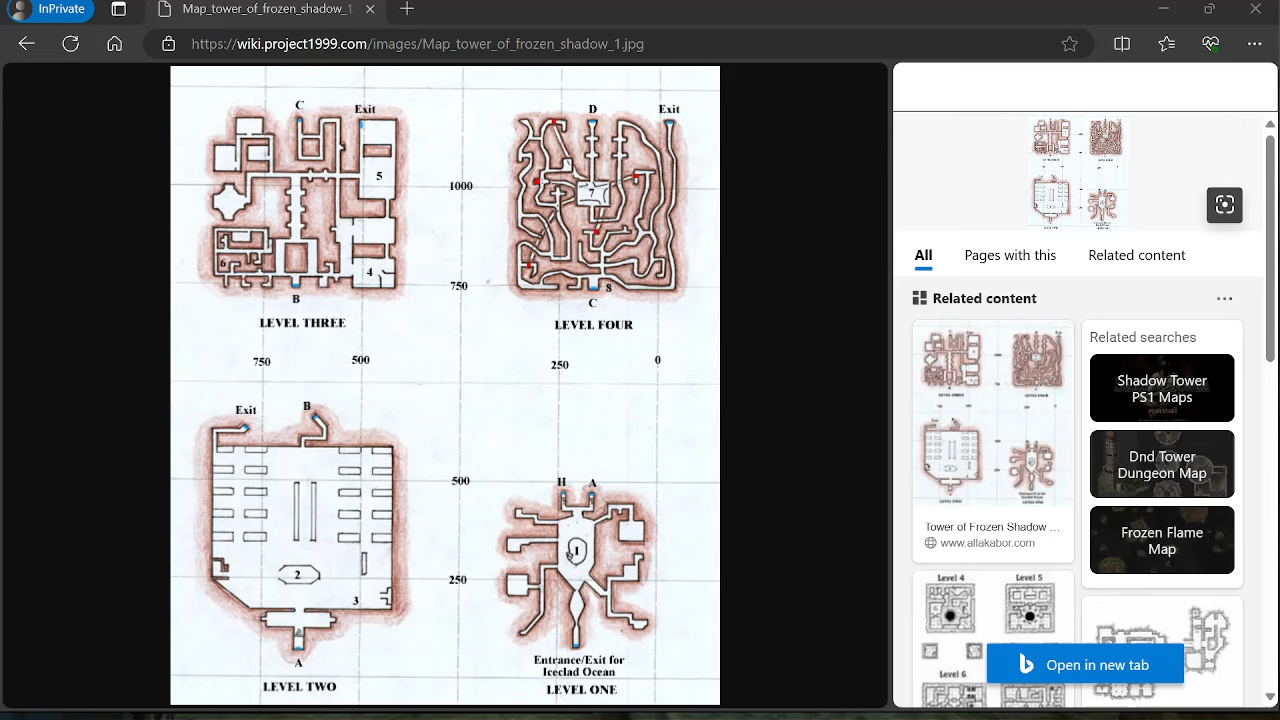 InPrivate
Map_tower_of_frozen_shadow_1
https://wiki.project1999.com/images/Map_tower_of_frozen_shadow_1.jpg
C
Exit
5
6
4
B
LEVEL THREE
D
Exit
7
8
C
LEVEL FOUR
1000
750
750
500
250
0
Exit
B
2
3
A
LEVEL TWO
500
250
H
A
1
Entrance/Exit for
Iceclad Ocean
LEVEL ONE
All
Pages with this
Related content
Related content
Tower of Frozen Shadow ...
www.allakabor.com
Related searches
Shadow Tower
PS1 Maps
Dnd Tower
Dungeon Map
Frozen Flame
Map
Level 4
Level 5
Level 6
Open in new tab